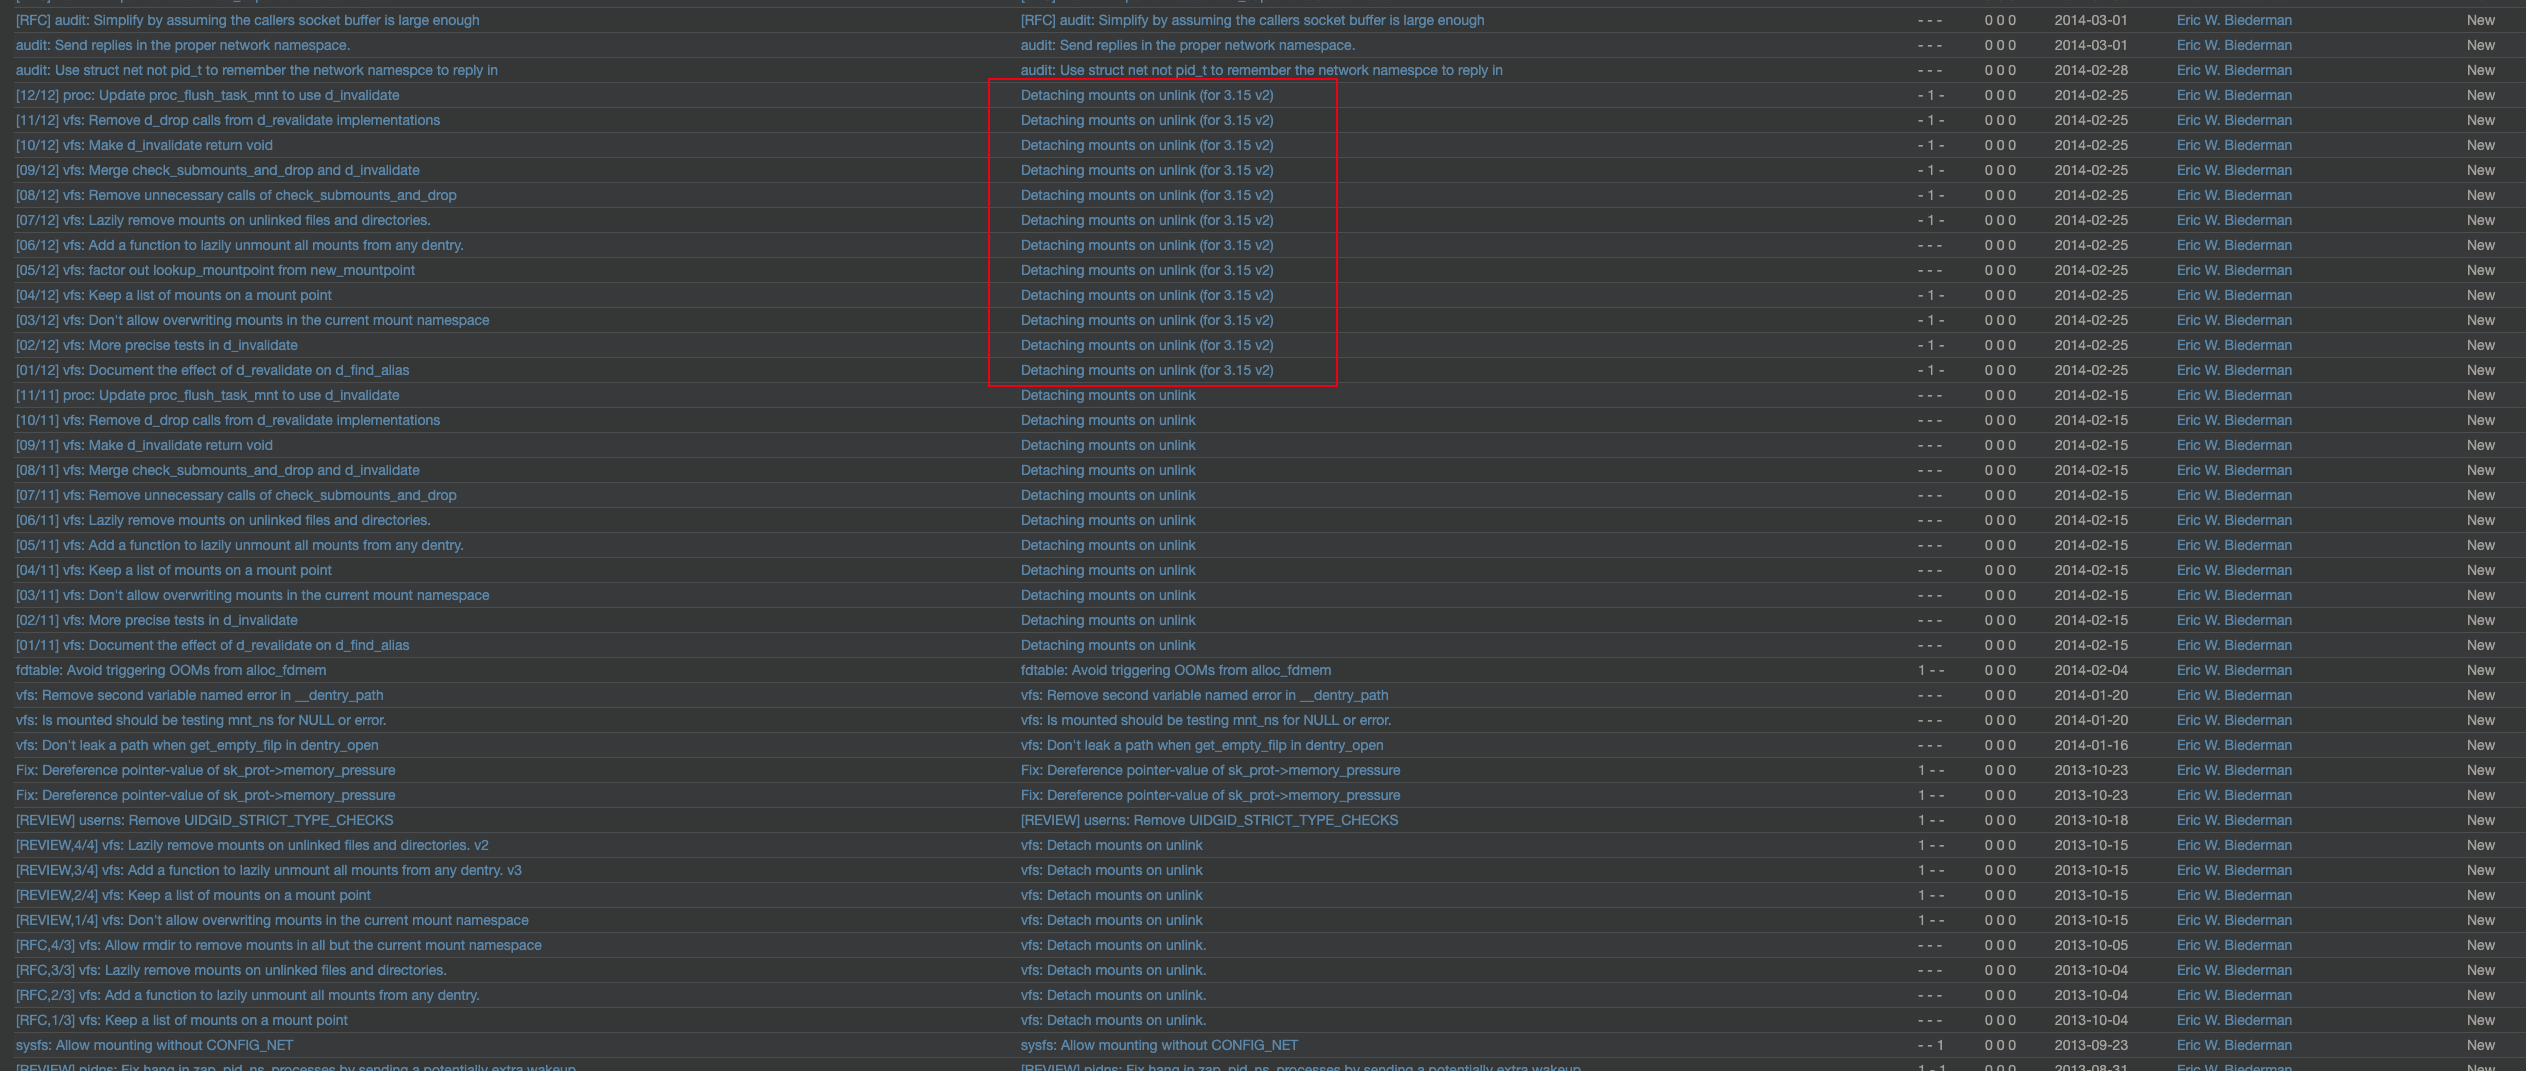 [RFC] audit: Simplify by assuming the callers socket buffer is large enough [RFC] audit: Simplify by assuming the callers socket buffer is large enough - - - 0 0 0 2014-03-01 Eric W. Biederman New
audit: Send replies in the proper network namespace. audit: Send replies in the proper network namespace. - - - 0 0 0 2014-03-01 Eric W. Biederman New
audit: Use struct net not pid_t to remember the network namespce to reply in audit: Use struct net not pid_t to remember the network namespce to reply in - - - 0 0 0 2014-02-28 Eric W. Biederman New
[12/12] proc: Update proc_flush_task_mnt to use d_invalidate Detaching mounts on unlink (for 3.15 v2) - 1 - 0 0 0 2014-02-25 Eric W. Biederman New
[11/12] vfs: Remove d_drop calls from d_revalidate implementations Detaching mounts on unlink (for 3.15 v2) - 1 - 0 0 0 2014-02-25 Eric W. Biederman New
[10/12] vfs: Make d_invalidate return void Detaching mounts on unlink (for 3.15 v2) - 1 - 0 0 0 2014-02-25 Eric W. Biederman New
[09/12] vfs: Merge check_submounts_and_drop and d_invalidate Detaching mounts on unlink (for 3.15 v2) - 1 - 0 0 0 2014-02-25 Eric W. Biederman New
[08/12] vfs: Remove unnecessary calls of check_submounts_and_drop Detaching mounts on unlink (for 3.15 v2) - 1 - 0 0 0 2014-02-25 Eric W. Biederman New
[07/12] vfs: Lazily remove mounts on unlinked files and directories. Detaching mounts on unlink (for 3.15 v2) - 1 - 0 0 0 2014-02-25 Eric W. Biederman New
[06/12] vfs: Add a function to lazily unmount all mounts from any dentry. Detaching mounts on unlink (for 3.15 v2) - - - 0 0 0 2014-02-25 Eric W. Biederman New
[05/12] vfs: factor out lookup_mountpoint from new_mountpoint Detaching mounts on unlink (for 3.15 v2) - - - 0 0 0 2014-02-25 Eric W. Biederman New
[04/12] vfs: Keep a list of mounts on a mount point Detaching mounts on unlink (for 3.15 v2) - 1 - 0 0 0 2014-02-25 Eric W. Biederman New
[03/12] vfs: Don't allow overwriting mounts in the current mount namespace Detaching mounts on unlink (for 3.15 v2) - 1 - 0 0 0 2014-02-25 Eric W. Biederman New
[02/12] vfs: More precise tests in d_invalidate Detaching mounts on unlink (for 3.15 v2) - 1 - 0 0 0 2014-02-25 Eric W. Biederman New
[01/12] vfs: Document the effect of d_revalidate on d_find_alias Detaching mounts on unlink (for 3.15 v2) - 1 - 0 0 0 2014-02-25 Eric W. Biederman New
[11/11] proc: Update proc_flush_task_mnt to use d_invalidate Detaching mounts on unlink - - - 0 0 0 2014-02-15 Eric W. Biederman New
[10/11] vfs: Remove d_drop calls from d_revalidate implementations Detaching mounts on unlink - - - 0 0 0 2014-02-15 Eric W. Biederman New
[09/11] vfs: Make d_invalidate return void Detaching mounts on unlink - - - 0 0 0 2014-02-15 Eric W. Biederman New
[08/11] vfs: Merge check_submounts_and_drop and d_invalidate Detaching mounts on unlink - - - 0 0 0 2014-02-15 Eric W. Biederman New
[07/11] vfs: Remove unnecessary calls of check_submounts_and_drop Detaching mounts on unlink - - - 0 0 0 2014-02-15 Eric W. Biederman New
[06/11] vfs: Lazily remove mounts on unlinked files and directories. Detaching mounts on unlink - - - 0 0 0 2014-02-15 Eric W. Biederman New
[05/11] vfs: Add a function to lazily unmount all mounts from any dentry. Detaching mounts on unlink - - - 0 0 0 2014-02-15 Eric W. Biederman New
[04/11] vfs: Keep a list of mounts on a mount point Detaching mounts on unlink - - - 0 0 0 2014-02-15 Eric W. Biederman New
[03/11] vfs: Don't allow overwriting mounts in the current mount namespace Detaching mounts on unlink - - - 0 0 0 2014-02-15 Eric W. Biederman New
[02/11] vfs: More precise tests in d_invalidate Detaching mounts on unlink - - - 0 0 0 2014-02-15 Eric W. Biederman New
[01/11] vfs: Document the effect of d_revalidate on d_find_alias Detaching mounts on unlink - - - 0 0 0 2014-02-15 Eric W. Biederman New
fdtable: Avoid triggering OOMs from alloc_fdmem fdtable: Avoid triggering OOMs from alloc_fdmem 1 - - 0 0 0 2014-02-04 Eric W. Biederman New
vfs: Remove second variable named error in __dentry_path vfs: Remove second variable named error in __dentry_path - - - 0 0 0 2014-01-20 Eric W. Biederman New
vfs: Is mounted should be testing mnt_ns for NULL or error. vfs: Is mounted should be testing mnt_ns for NULL or error. - - - 0 0 0 2014-01-20 Eric W. Biederman New
vfs: Don't leak a path when get_empty_filp in dentry_open vfs: Don't leak a path when get_empty_filp in dentry_open - - - 0 0 0 2014-01-16 Eric W. Biederman New
Fix: Dereference pointer-value of sk_prot->memory_pressure Fix: Dereference pointer-value of sk_prot->memory_pressure 1 - - 0 0 0 2013-10-23 Eric W. Biederman New
Fix: Dereference pointer-value of sk_prot->memory_pressure Fix: Dereference pointer-value of sk_prot->memory_pressure 1 - - 0 0 0 2013-10-23 Eric W. Biederman New
[REVIEW] userns: Remove UIDGID_STRICT_TYPE_CHECKS [REVIEW] userns: Remove UIDGID_STRICT_TYPE_CHECKS 1 - - 0 0 0 2013-10-18 Eric W. Biederman New
[REVIEW,4/4] vfs: Lazily remove mounts on unlinked files and directories. v2 vfs: Detach mounts on unlink 1 - - 0 0 0 2013-10-15 Eric W. Biederman New
[REVIEW,3/4] vfs: Add a function to lazily unmount all mounts from any dentry. v3 vfs: Detach mounts on unlink 1 - - 0 0 0 2013-10-15 Eric W. Biederman New
[REVIEW,2/4] vfs: Keep a list of mounts on a mount point vfs: Detach mounts on unlink 1 - - 0 0 0 2013-10-15 Eric W. Biederman New
[REVIEW,1/4] vfs: Don't allow overwriting mounts in the current mount namespace vfs: Detach mounts on unlink 1 - - 0 0 0 2013-10-15 Eric W. Biederman New
[RFC,4/3] vfs: Allow rmdir to remove mounts in all but the current mount namespace vfs: Detach mounts on unlink. - - - 0 0 0 2013-10-05 Eric W. Biederman New
[RFC,3/3] vfs: Lazily remove mounts on unlinked files and directories. vfs: Detach mounts on unlink. - - - 0 0 0 2013-10-04 Eric W. Biederman New
[RFC,2/3] vfs: Add a function to lazily unmount all mounts from any dentry. vfs: Detach mounts on unlink. - - - 0 0 0 2013-10-04 Eric W. Biederman New
[RFC,1/3] vfs: Keep a list of mounts on a mount point vfs: Detach mounts on unlink. - - - 0 0 0 2013-10-04 Eric W. Biederman New
sysfs: Allow mounting without CONFIG_NET sysfs: Allow mounting without CONFIG_NET - - 1 0 0 0 2013-09-23 Eric W. Biederman New
[REVIEW] pidns: Fix hang in zap_pid_ns_processes by sending a potentially extra wakeup [REVIEW] pidns: Fix hang in zap_pid_ns_processes by sending a potentially extra wakeup 1 - 1 0 0 0 2013-08-31 Eric W. Biederman New